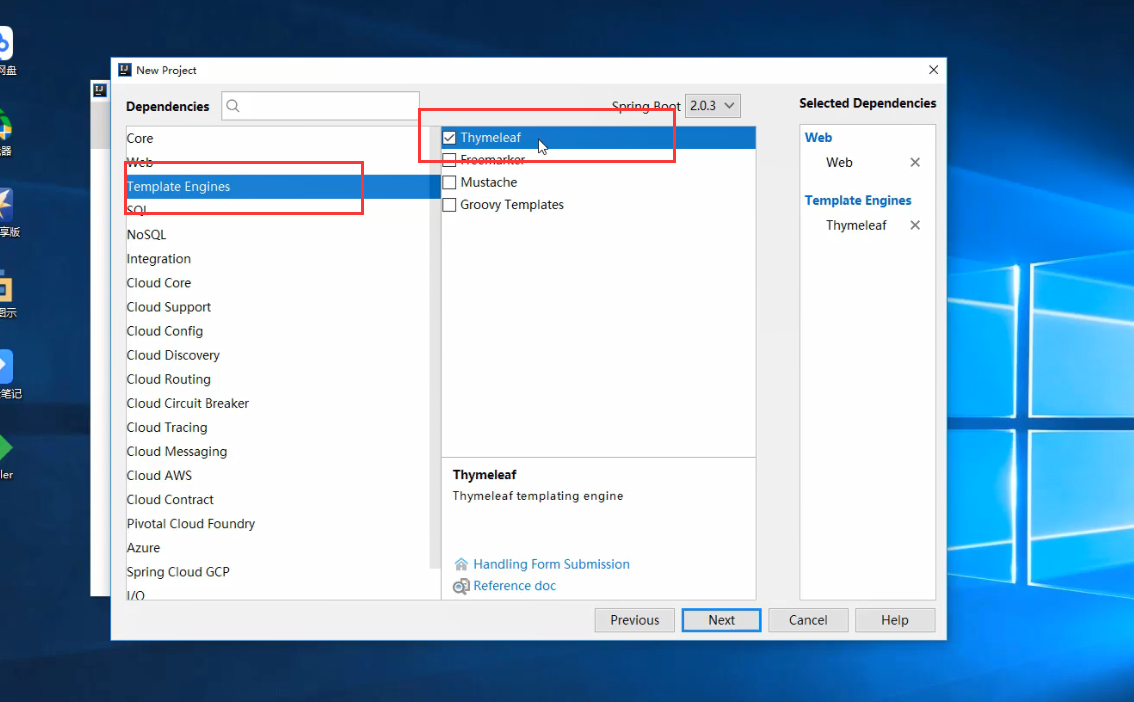 New Project
Dependencies
Spring Boot 2.0.3
Selected Dependencies
Core
Web
Template Engines
SQL
NoSQL
Integration
Cloud Core
Cloud Support
Cloud Config
Cloud Discovery
Cloud Routing
Cloud Circuit Breaker
Cloud Tracing
Cloud Messaging
Cloud AWS
Cloud Contract
Pivotal Cloud Foundry
Azure
Spring Cloud GCP
I/O
Thymeleaf
Freemarker
Mustache
Groovy Templates
Thymeleaf
Thymeleaf templating engine
Handling Form Submission
Reference doc
Web
Web
Template Engines
Thymeleaf
Previous
Next
Cancel
Help
网盘
器
享版
图示
笔记
ler